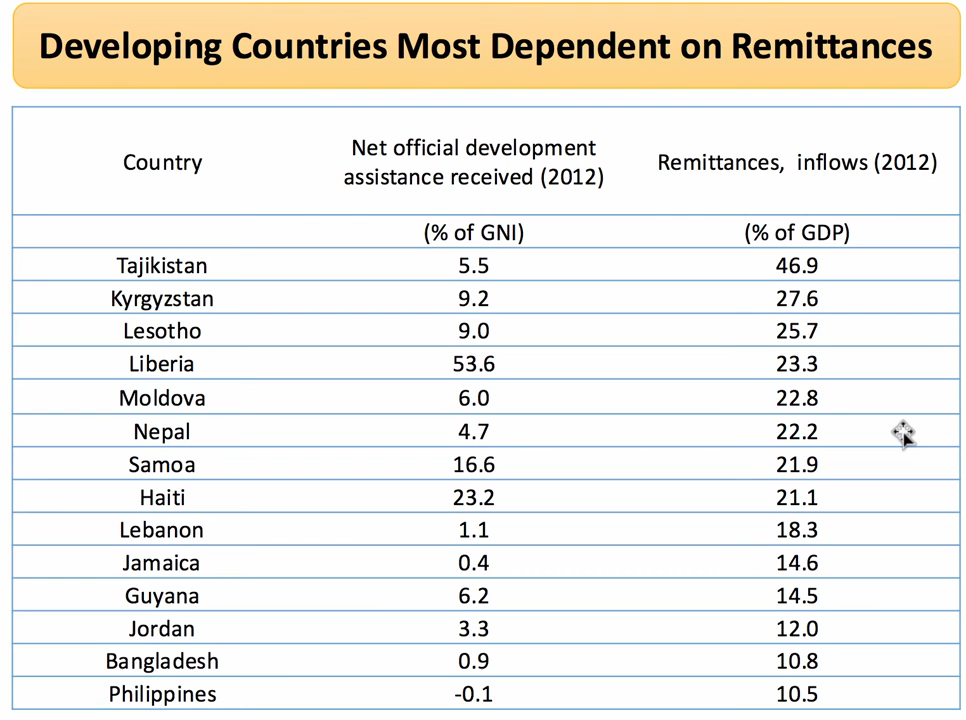 Developing Countries Most Dependent on Remittances
Country Net official development assistance received (2012) Remittances, inflows (2012)
(% of GNI) (% of GDP)
Tajikistan 5.5 46.9
Kyrgyzstan 9.2 27.6
Lesotho 9.0 25.7
Liberia 53.6 23.3
Moldova 6.0 22.8
Nepal 4.7 22.2
Samoa 16.6 21.9
Haiti 23.2 21.1
Lebanon 1.1 18.3
Jamaica 0.4 14.6
Guyana 6.2 14.5
Jordan 3.3 12.0
Bangladesh 0.9 10.8
Philippines -0.1 10.5